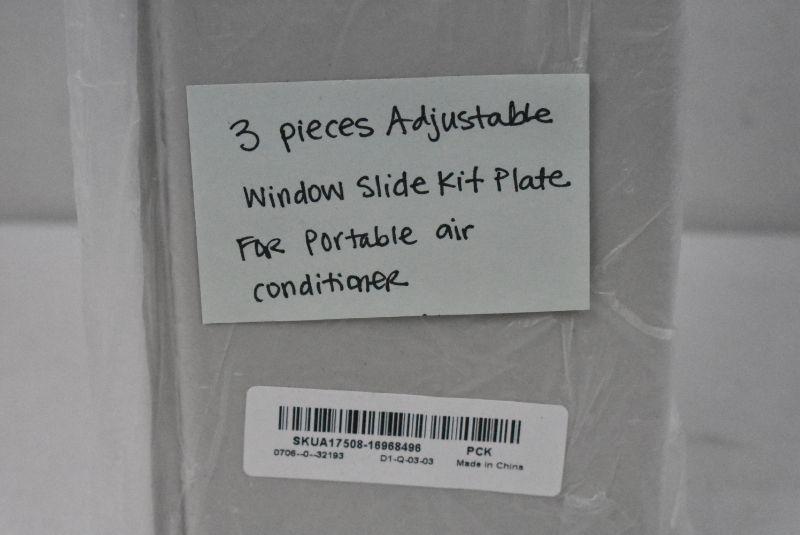 3 pieces Adjustable
Window Slide Kit Plate
For Portable air
conditioner
SKUA17508-16968496 PCK
0706--0--32193 D1-Q-03-03 Made in China